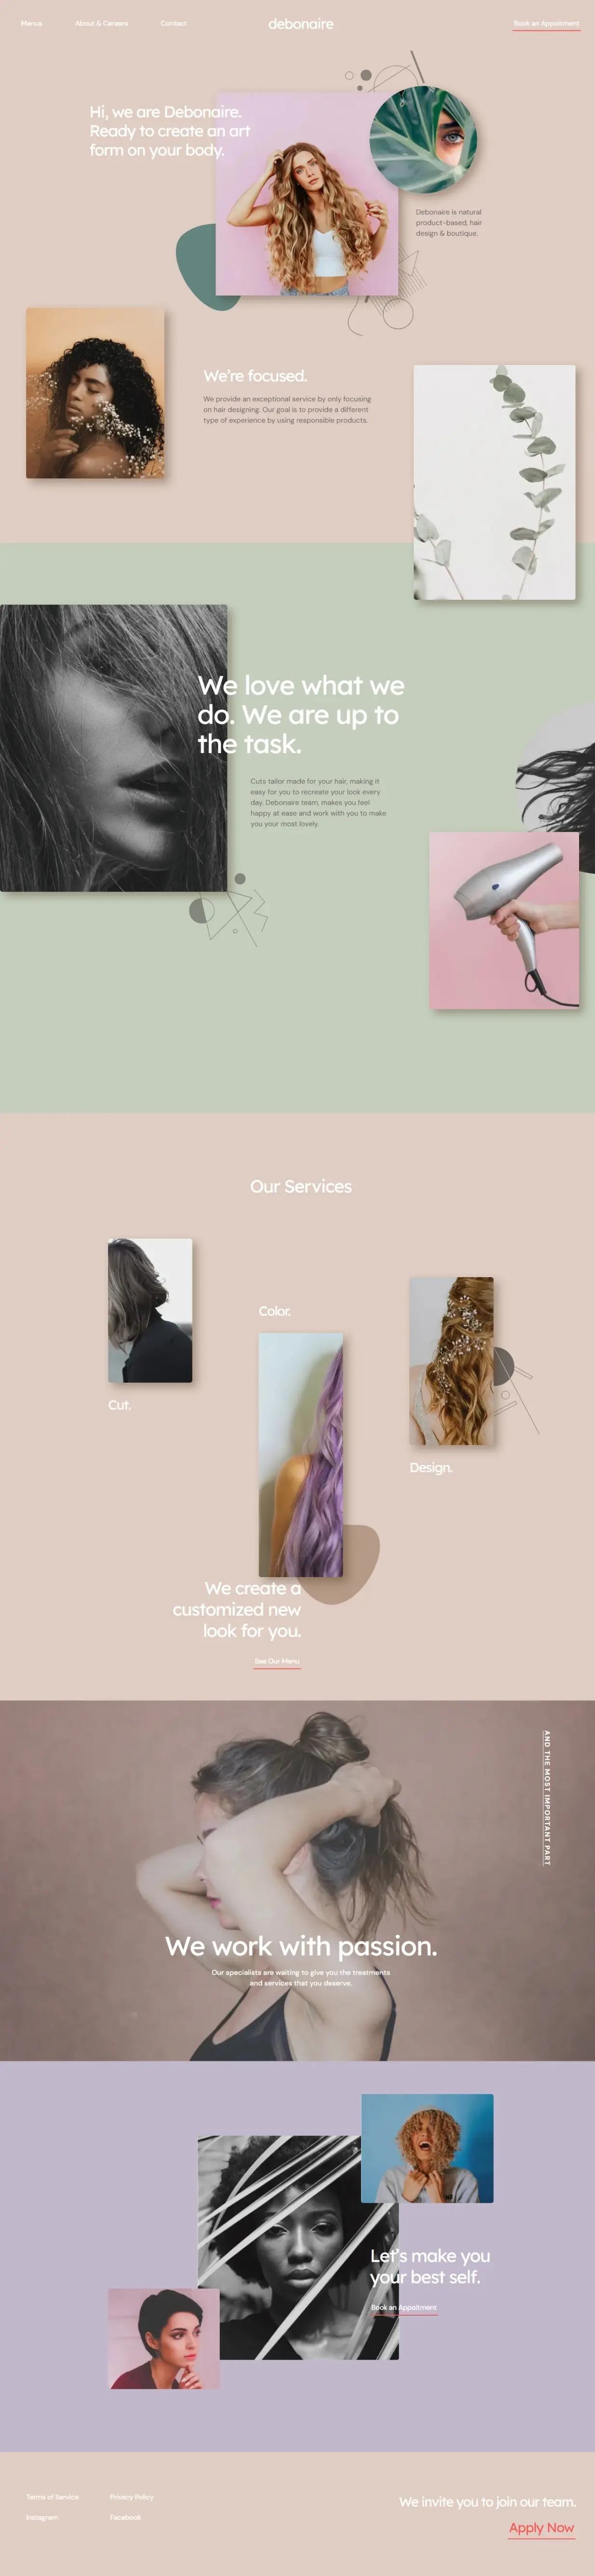 Menus
About & Careers
Contact
debonaire
Book an Appoitment
Hi, we are Debonaire.
Ready to create an art
form on your body.
Debonaire is natural
product-based, hair
design & boutique.
We're focused.
We provide an exceptional service by only focusing
on hair designing. Our goal is to provide a different
type of experience by using responsible products.
We love what we
do. We are up to
the task.
Cuts tailor made for your hair, making it
easy for you to recreate your look every
day. Debonaire team, makes you feel
happy at ease and work with you to make
you your most lovely.
Our Services
Color.
Cut.
Design.
We create a
customized new
look for you.
See Our Menu
AND THE MOST IMPORTANT PART
We work with passion.
Our specialists are waiting to give you the treatments
and services that you deserve.
Let's make you
your best self.
Book an Appoitment
Terms of Service
Privacy Policy
Instagram
Facebook
We invite you to join our team.
Apply Now